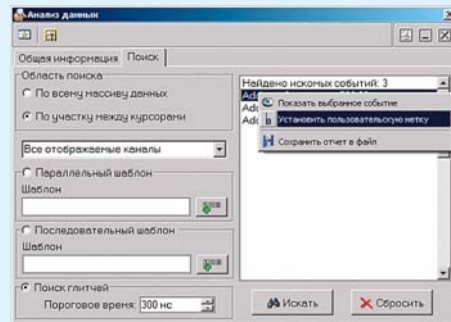 Анализ данных
Общая информация
Поиск
Область поиска
По всему массиву данных
По участку между курсорами
Все отображаемые каналы
Параллельный шаблон
Шаблон
Последовательный шаблон
Шаблон
Поиск глитчей
Пороговое время: 300 нс
Найдено искомых событий: 3
Показать выбранное событие
Установить пользовательскую метку
Сохранить отчет в файл
Искать
Сбросить